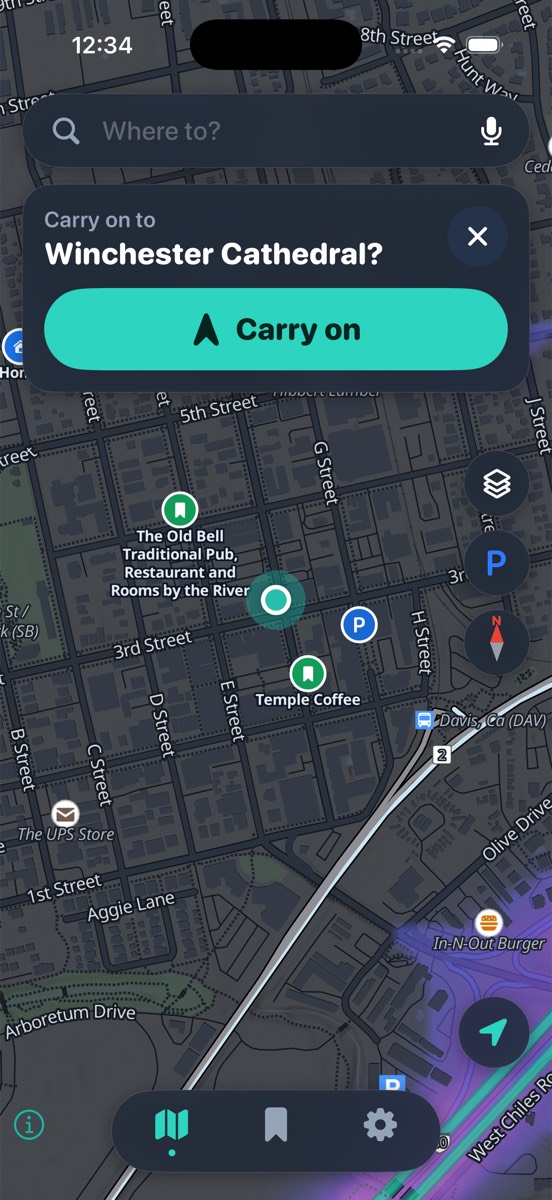 12:34
8th Street
Hunt Way
Where to?
Carry on to
Winchester Cathedral?
Carry on
5th Street
J Street
G Street
The Old Bell
Traditional Pub,
Restaurant and
Rooms by the River
P
N
P
3rd Street
H Street
Temple Coffee
E Street
D Street
C Street
B Street
Davis, Ca (DAV)
2
The UPS Store
Olive Drive
1st Street
Aggie Lane
In-N-Out Burger
Arboretum Drive
P
West Chiles Ro